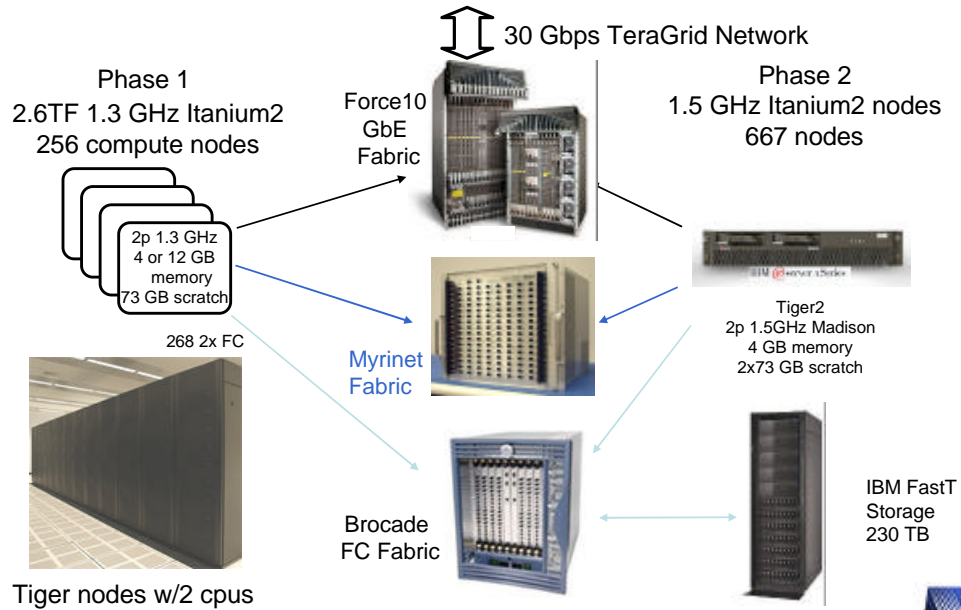 30 Gbps TeraGrid Network
Phase 1
2.6TF 1.3 GHz Itanium2
256 compute nodes
Force10
GbE
Fabric
Phase 2
1.5 GHz Itanium2 nodes
667 nodes
2p 1.3 GHz
4 or 12 GB
memory
73 GB scratch
IBM @server xSeries
268 2x FC
Myrinet
Fabric
Tiger2
2p 1.5GHz Madison
4 GB memory
2x73 GB scratch
Brocade
FC Fabric
IBM FastT
Storage
230 TB
Tiger nodes w/2 cpus